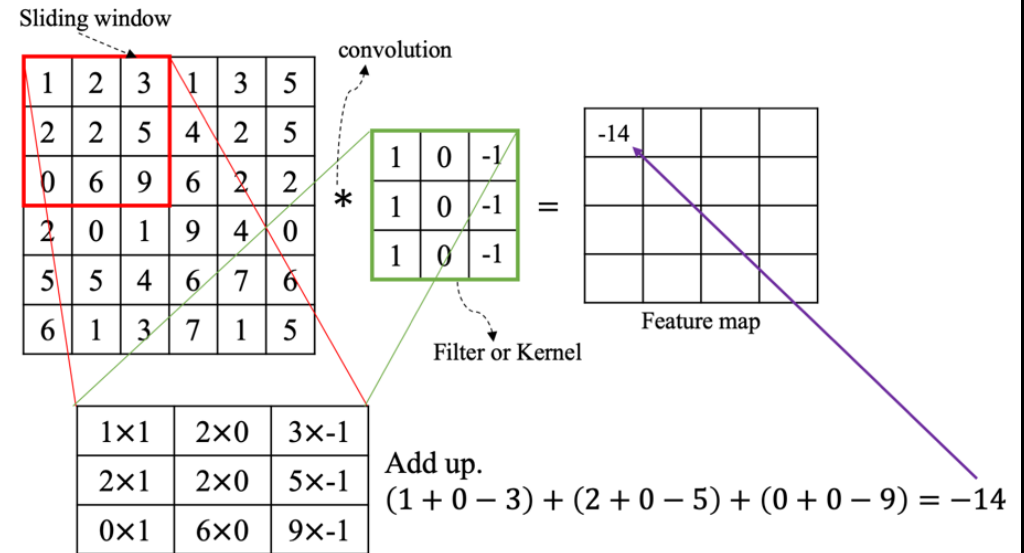 Sliding window
convolution
1 2 3 1 3 5
2 2 5 4 2 5
0 6 9 6 2 2
2 0 1 9 4 0
5 5 4 6 7 6
6 1 3 7 1 5
*
1 0 -1
1 0 -1
1 0 -1
=
-14
Feature map
Filter or Kernel
1×1 2×0 3×-1
2×1 2×0 5×-1
0×1 6×0 9×-1
Add up.
(1 + 0 − 3) + (2 + 0 − 5) + (0 + 0 − 9) = −14